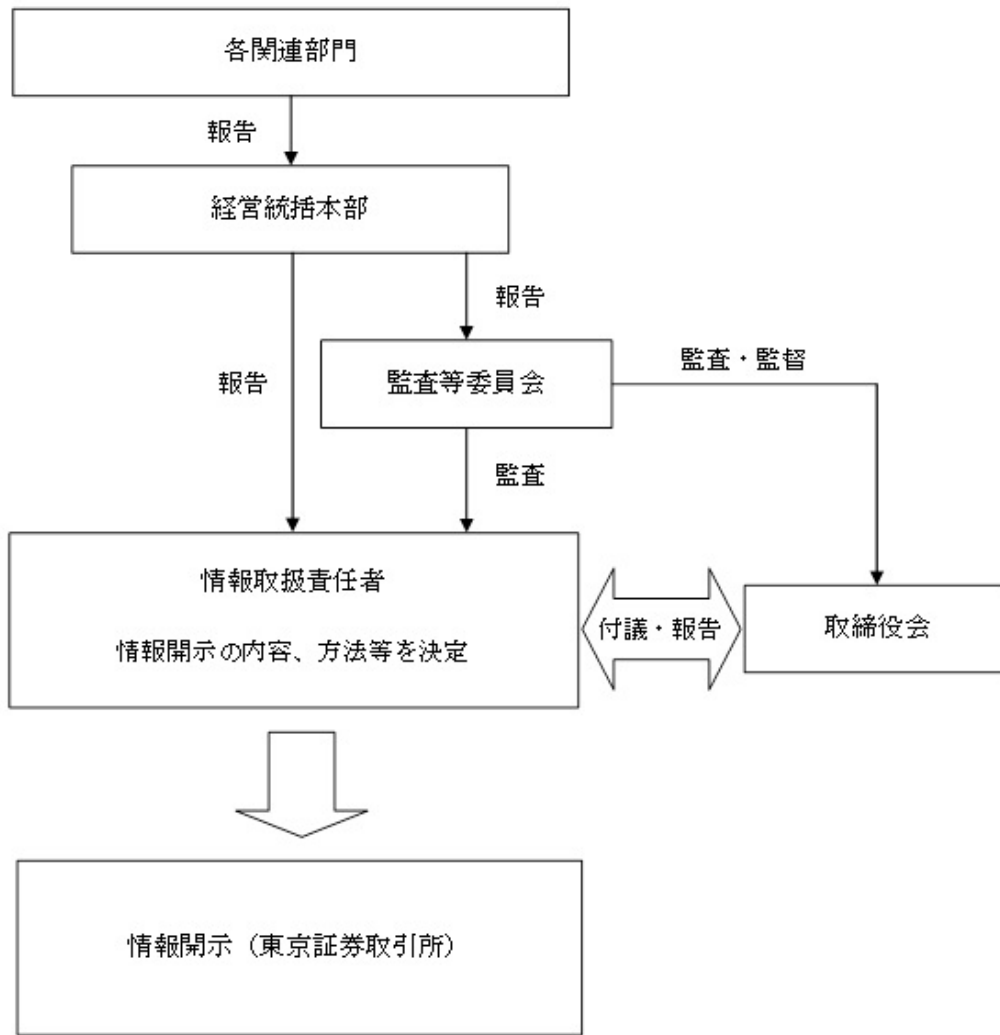 各関連部門
報告
経営統括本部
報告
監査等委員会
監査・監督
報告
監査
情報取扱責任者
情報開示の内容、方法等を決定
付議・報告
取締役会
情報開示（東京証券取引所）